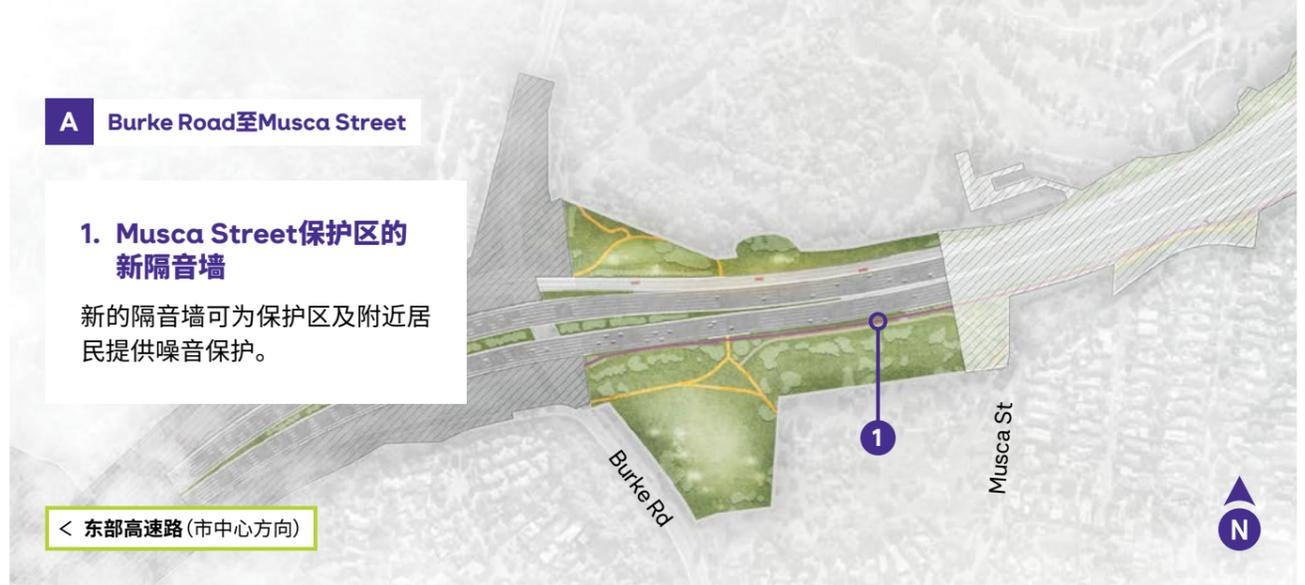 A
Burke Road至Musca Street
1. Musca Street保护区的
新隔音墙
新的隔音墙可为保护区及附近居
民提供噪音保护。
1
Burke Rd
Musca St
< 东部高速路(市中心方向)
N